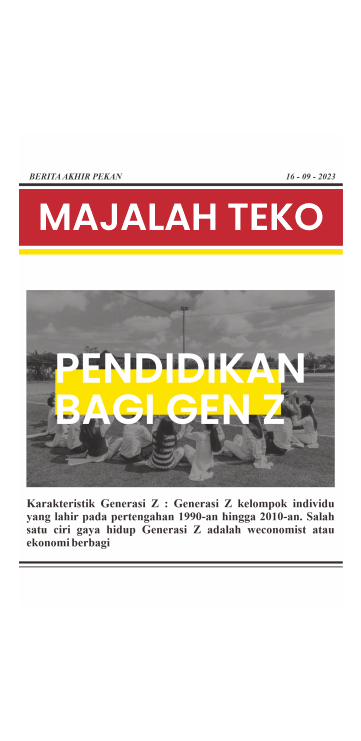 BERITA AKHIR PEKAN
16 - 09 - 2023
MAJALAH TEKO
PENDIDIKAN
BAGI GEN Z
Karakteristik Generasi Z : Generasi Z kelompok individu
yang lahir pada pertengahan 1990-an hingga 2010-an. Salah
satu ciri gaya hidup Generasi Z adalah weconomist atau
ekonomi berbagi